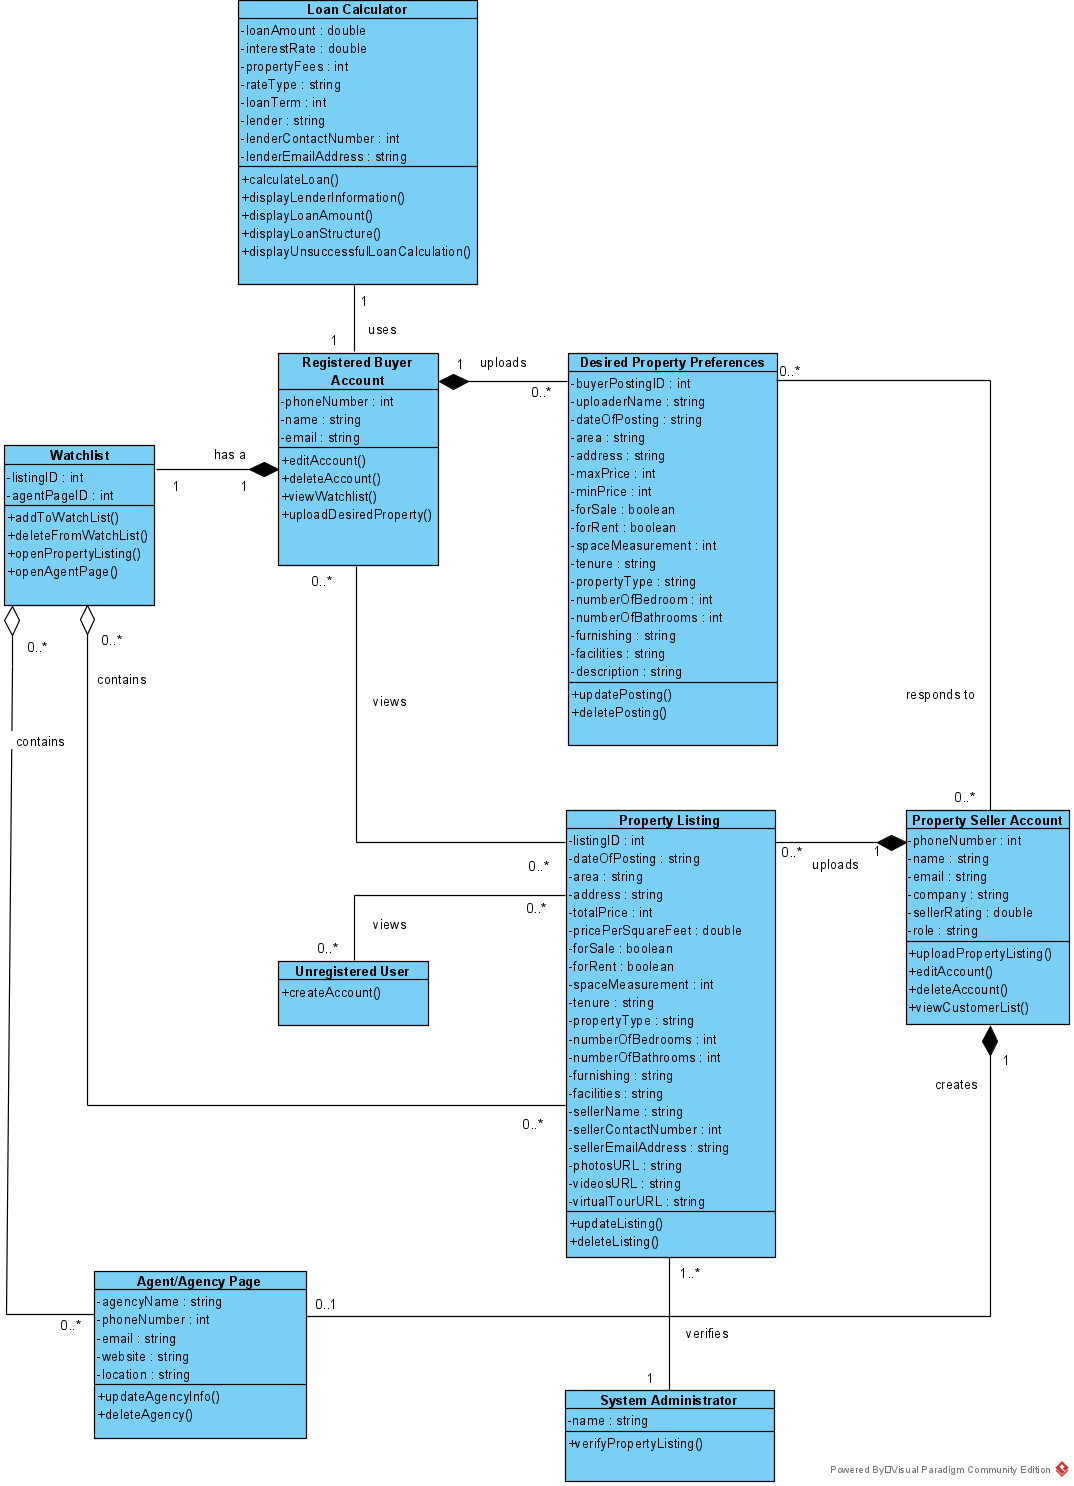 Loan Calculator
-loanAmount : double
-interestRate : double
-propertyFees : int
-rateType : string
-loanTerm : int
-lender : string
-lenderContactNumber : int
-lenderEmailAddress : string
+calculateLoan()
+displayLenderInformation()
+displayLoanAmount()
+displayLoanStructure()
+displayUnsuccessfulLoanCalculation()
1
uses
1
Registered Buyer
Account
-phoneNumber : int
-name : string
-email : string
+editAccount()
+deleteAccount()
+viewWatchlist()
+uploadDesiredProperty()
1
uploads
0..*
Desired Property Preferences
-buyerPostingID : int
-uploaderName : string
-dateOfPosting : string
-area : string
-address : string
-maxPrice : int
-minPrice : int
-forSale : boolean
-forRent : boolean
-spaceMeasurement : int
-tenure : string
-propertyType : string
-numberOfBedroom : int
-numberOfBathrooms : int
-furnishing : string
-facilities : string
-description : string
+updatePosting()
+deletePosting()
0..*
responds to
0..*
has a
1
1
Watchlist
-listingID : int
-agentPageID : int
+addToWatchList()
+deleteFromWatchList()
+openPropertyListing()
+openAgentPage()
0..*
0..*
contains
contains
0..*
views
0..*
Property Listing
-listingID : int
-dateOfPosting : string
-area : string
-address : string
-totalPrice : int
-pricePerSquareFeet : double
-forSale : boolean
-forRent : boolean
-spaceMeasurement : int
-tenure : string
-propertyType : string
-numberOfBedrooms : int
-numberOfBathrooms : int
-furnishing : string
-facilities : string
-sellerName : string
-sellerContactNumber : int
-sellerEmailAddress : string
-photosURL : string
-videosURL : string
-virtualTourURL : string
+updateListing()
+deleteListing()
0..*
uploads
1
Property Seller Account
-phoneNumber : int
-name : string
-email : string
-company : string
-sellerRating : double
-role : string
+uploadPropertyListing()
+editAccount()
+deleteAccount()
+viewCustomerList()
1
creates
0..*
views
0..*
Unregistered User
+createAccount()
0..*
Agent/Agency Page
-agencyName : string
-phoneNumber : int
-email : string
-website : string
-location : string
+updateAgencyInfo()
+deleteAgency()
0..*
0..1
1..*
verifies
1
System Administrator
-name : string
+verifyPropertyListing()
Powered By Visual Paradigm Community Edition